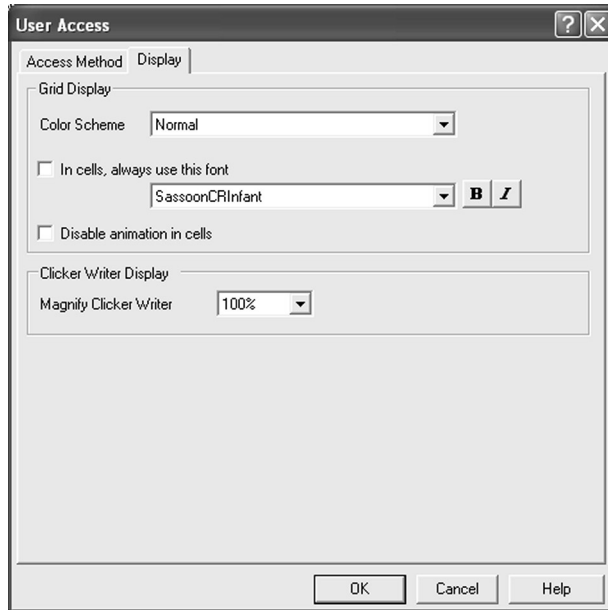 User Access
Access Method Display
Grid Display
Color Scheme Normal
In cells, always use this font
SassoonCRInfant B I
Disable animation in cells
Clicker Writer Display
Magnify Clicker Writer 100%
OK Cancel Help